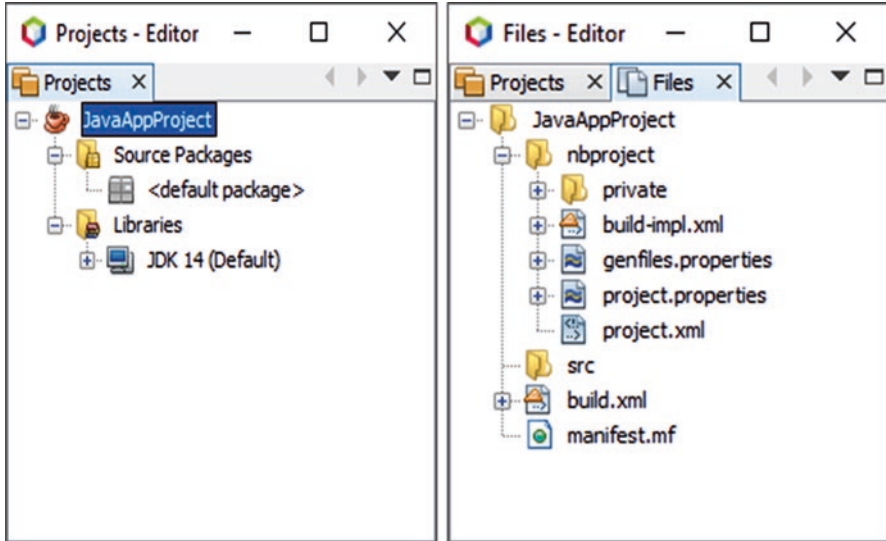 Projects - Editor
Projects
JavaAppProject
Source Packages
<default package>
Libraries
JDK 14 (Default)
Files - Editor
Projects
Files
JavaAppProject
nbproject
private
build-impl.xml
genfiles.properties
project.properties
project.xml
src
build.xml
manifest.mf